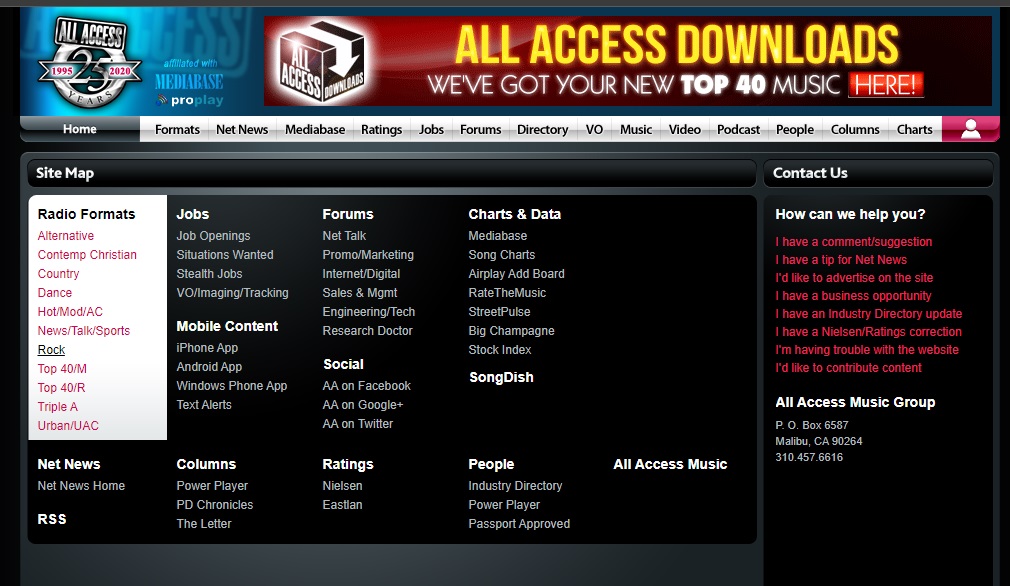 ALL ACCESS
1995 25 2020
YEARS
affiliated with
MEDIABASE
proplay
ALL ACCESS DOWNLOADS
ALL ACCESS DOWNLOADS
WE'VE GOT YOUR NEW TOP 40 MUSIC HERE!
Home Formats Net News Mediabase Ratings Jobs Forums Directory VO Music Video Podcast People Columns Charts
Site Map
Radio Formats
Alternative
Contemp Christian
Country
Dance
Hot/Mod/AC
News/Talk/Sports
Rock
Top 40/M
Top 40/R
Triple A
Urban/UAC
Jobs
Job Openings
Situations Wanted
Stealth Jobs
VO/Imaging/Tracking
Mobile Content
iPhone App
Android App
Windows Phone App
Text Alerts
Forums
Net Talk
Promo/Marketing
Internet/Digital
Sales & Mgmt
Engineering/Tech
Research Doctor
Social
AA on Facebook
AA on Google+
AA on Twitter
Charts & Data
Mediabase
Song Charts
Airplay Add Board
RateTheMusic
StreetPulse
Big Champagne
Stock Index
SongDish
Net News
Net News Home
RSS
Columns
Power Player
PD Chronicles
The Letter
Ratings
Nielsen
Eastlan
People
Industry Directory
Power Player
Passport Approved
All Access Music
Contact Us
How can we help you?
I have a comment/suggestion
I have a tip for Net News
I'd like to advertise on the site
I have a business opportunity
I have an Industry Directory update
I have a Nielsen/Ratings correction
I'm having trouble with the website
I'd like to contribute content
All Access Music Group
P. O. Box 6587
Malibu, CA 90264
310.457.6616